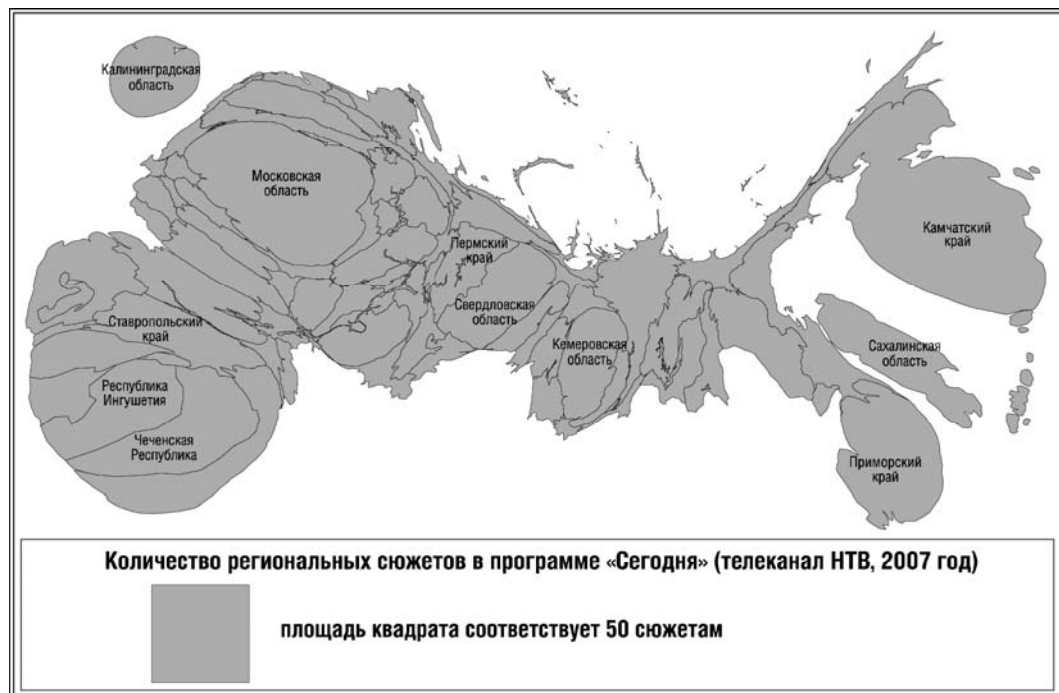 Калининградская
область
Московская
область
Пермский
край
Камчатский
край
Свердловская
область
Ставропольский
край
Кемеровская
область
Сахалинская
область
Республика
Ингушетия
Чеченская
Республика
Приморский
край
Количество региональных сюжетов в программе «Сегодня» (телеканал НТВ, 2007 год)
площадь квадрата соответствует 50 сюжетам